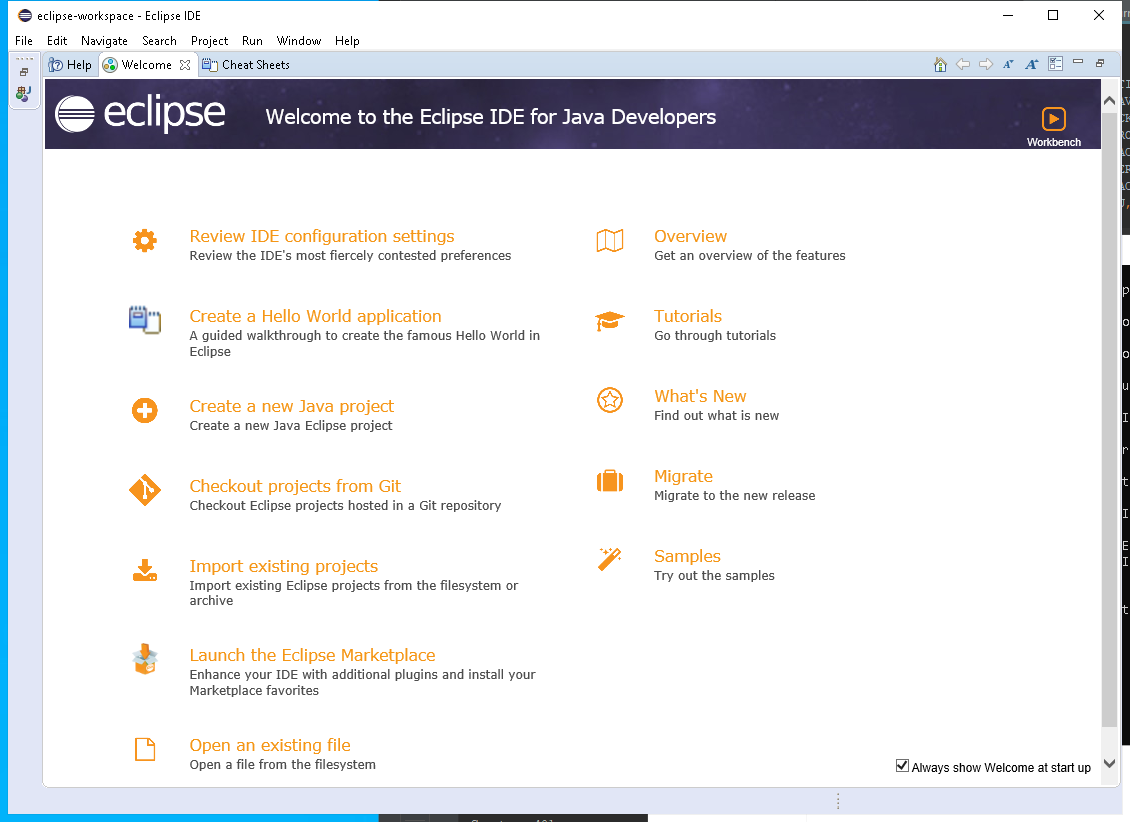 eclipse-workspace - Eclipse IDE
File Edit Navigate Search Project Run Window Help
Help Welcome Cheat Sheets
eclipse Welcome to the Eclipse IDE for Java Developers
Workbench
Review IDE configuration settings
Review the IDE's most fiercely contested preferences
Create a Hello World application
A guided walkthrough to create the famous Hello World in
Eclipse
Create a new Java project
Create a new Java Eclipse project
Checkout projects from Git
Checkout Eclipse projects hosted in a Git repository
Import existing projects
Import existing Eclipse projects from the filesystem or
archive
Launch the Eclipse Marketplace
Enhance your IDE with additional plugins and install your
Marketplace favorites
Open an existing file
Open a file from the filesystem
Overview
Get an overview of the features
Tutorials
Go through tutorials
What's New
Find out what is new
Migrate
Migrate to the new release
Samples
Try out the samples
Always show Welcome at start up